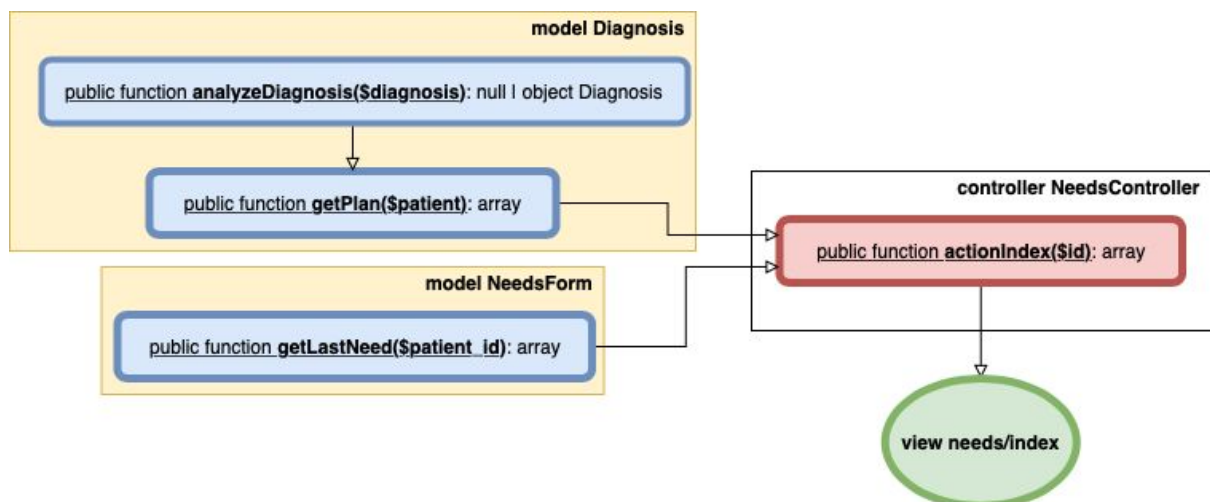 model Diagnosis
public function analyzeDiagnosis($diagnosis): null | object Diagnosis
public function getPlan($patient): array
controller NeedsController
public function actionIndex($id): array
model NeedsForm
public function getLastNeed($patient_id): array
view needs/index